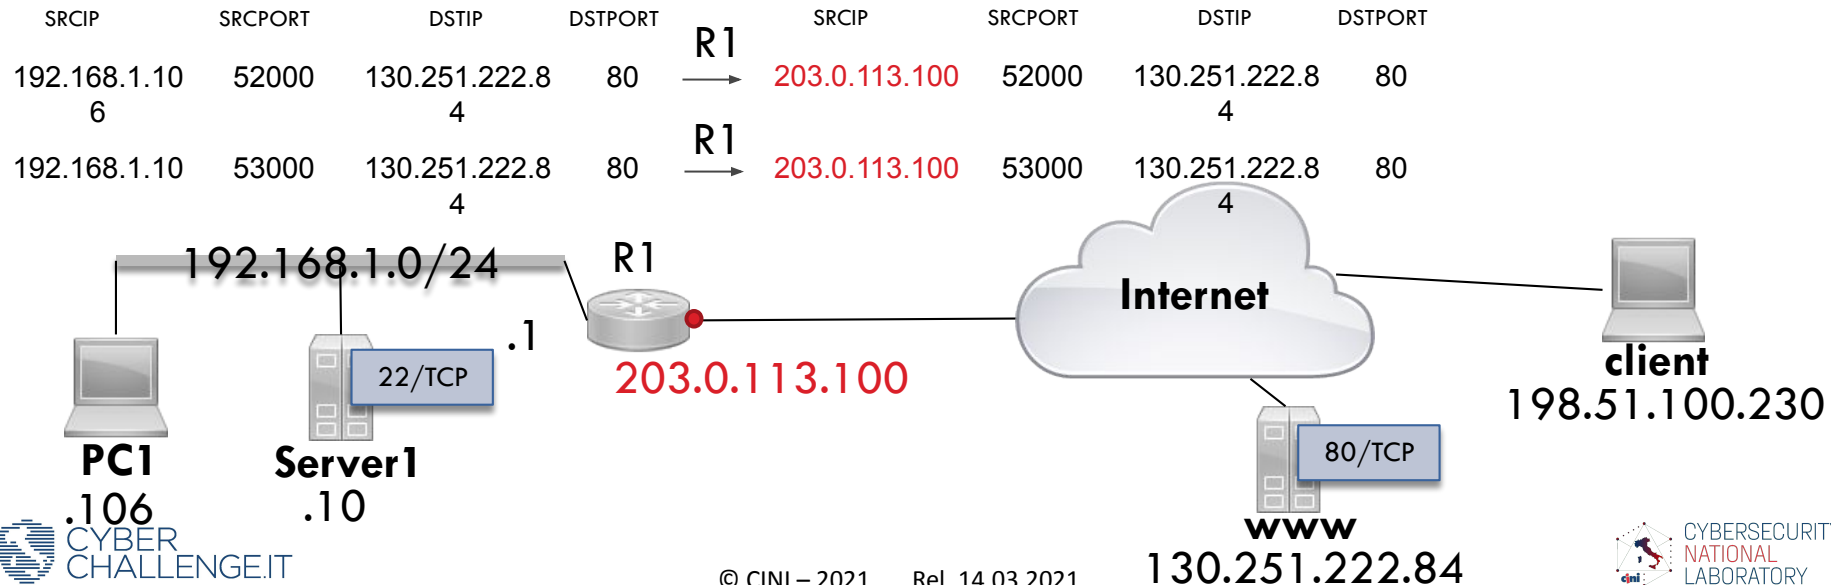 SRCIP SRCPORT DSTIP DSTPORT SRCIP SRCPORT DSTIP DSTPORT
R1
192.168.1.10 52000 130.251.222.8 80 203.0.113.100 52000 130.251.222.8 80
6 4 4
R1
192.168.1.10 53000 130.251.222.8 80 203.0.113.100 53000 130.251.222.8 80
4 4
192.168.1.0/24
R1
Internet
.1
22/TCP
203.0.113.100
client
198.51.100.230
PC1
.106
Server1
.10
80/TCP
www
130.251.222.84
CYBER
CHALLENGE.IT
© CINI – 2021 Rel. 14.03.2021
cini
CYBERSECURITY
NATIONAL
LABORATORY